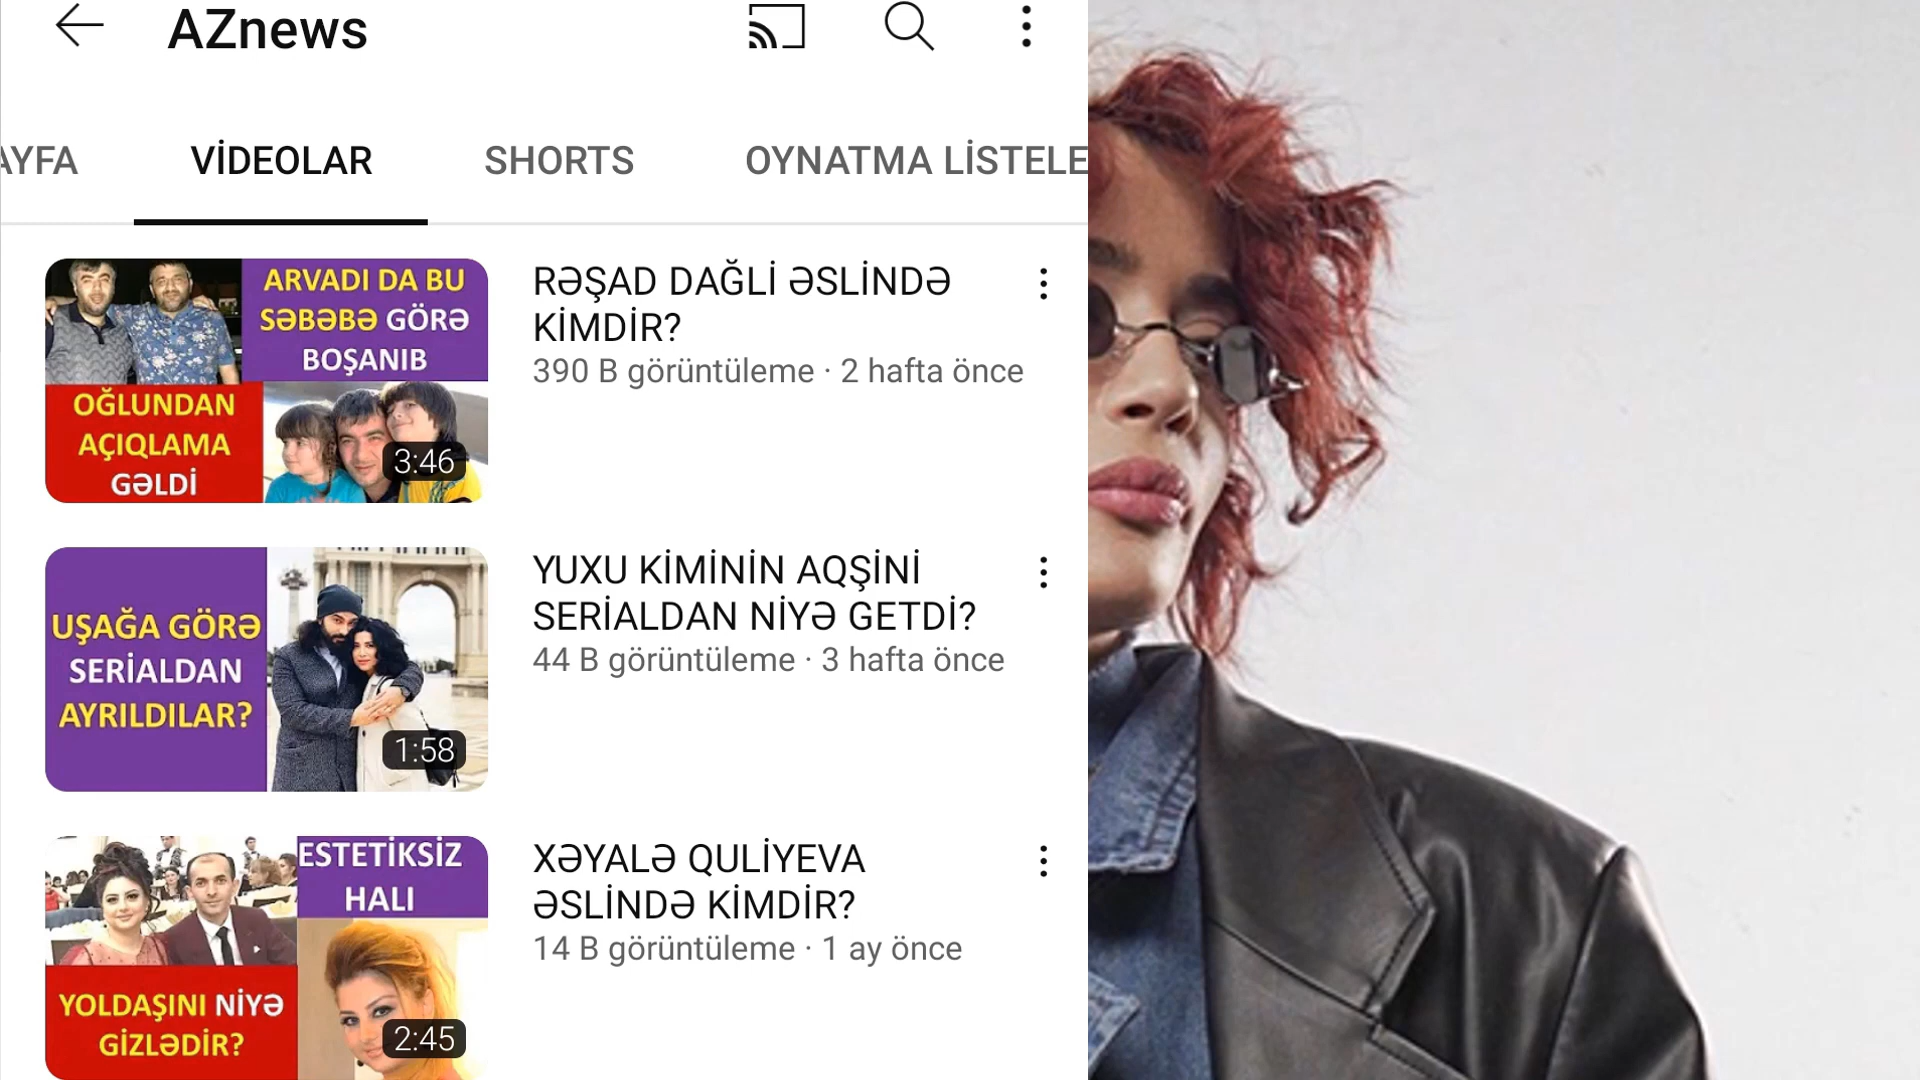 AZnews
AYFA
VİDEOLAR
SHORTS
OYNATMA LİSTELE
ARVADI DA BU
SƏBƏBƏ GÖRƏ
BOŞANIB
OĞLUNDAN
AÇIQLAMA
GƏLDİ
3:46
RƏŞAD DAĞLİ ƏSLİNDƏ
KİMDİR?
390 B görüntüleme · 2 hafta önce
UŞAĞA GÖRƏ
SERİALDAN
AYRILDILAR?
1:58
YUXU KİMİNİN AQŞİNİ
SERİALDAN NİYƏ GETDİ?
44 B görüntüleme · 3 hafta önce
ESTETİKSİZ
HALI
YOLDAŞINI NİYƏ
GİZLƏDİR?
2:45
XƏYALƏ QULİYEVA
ƏSLİNDƏ KİMDİR?
14 B görüntüleme · 1 ay önce